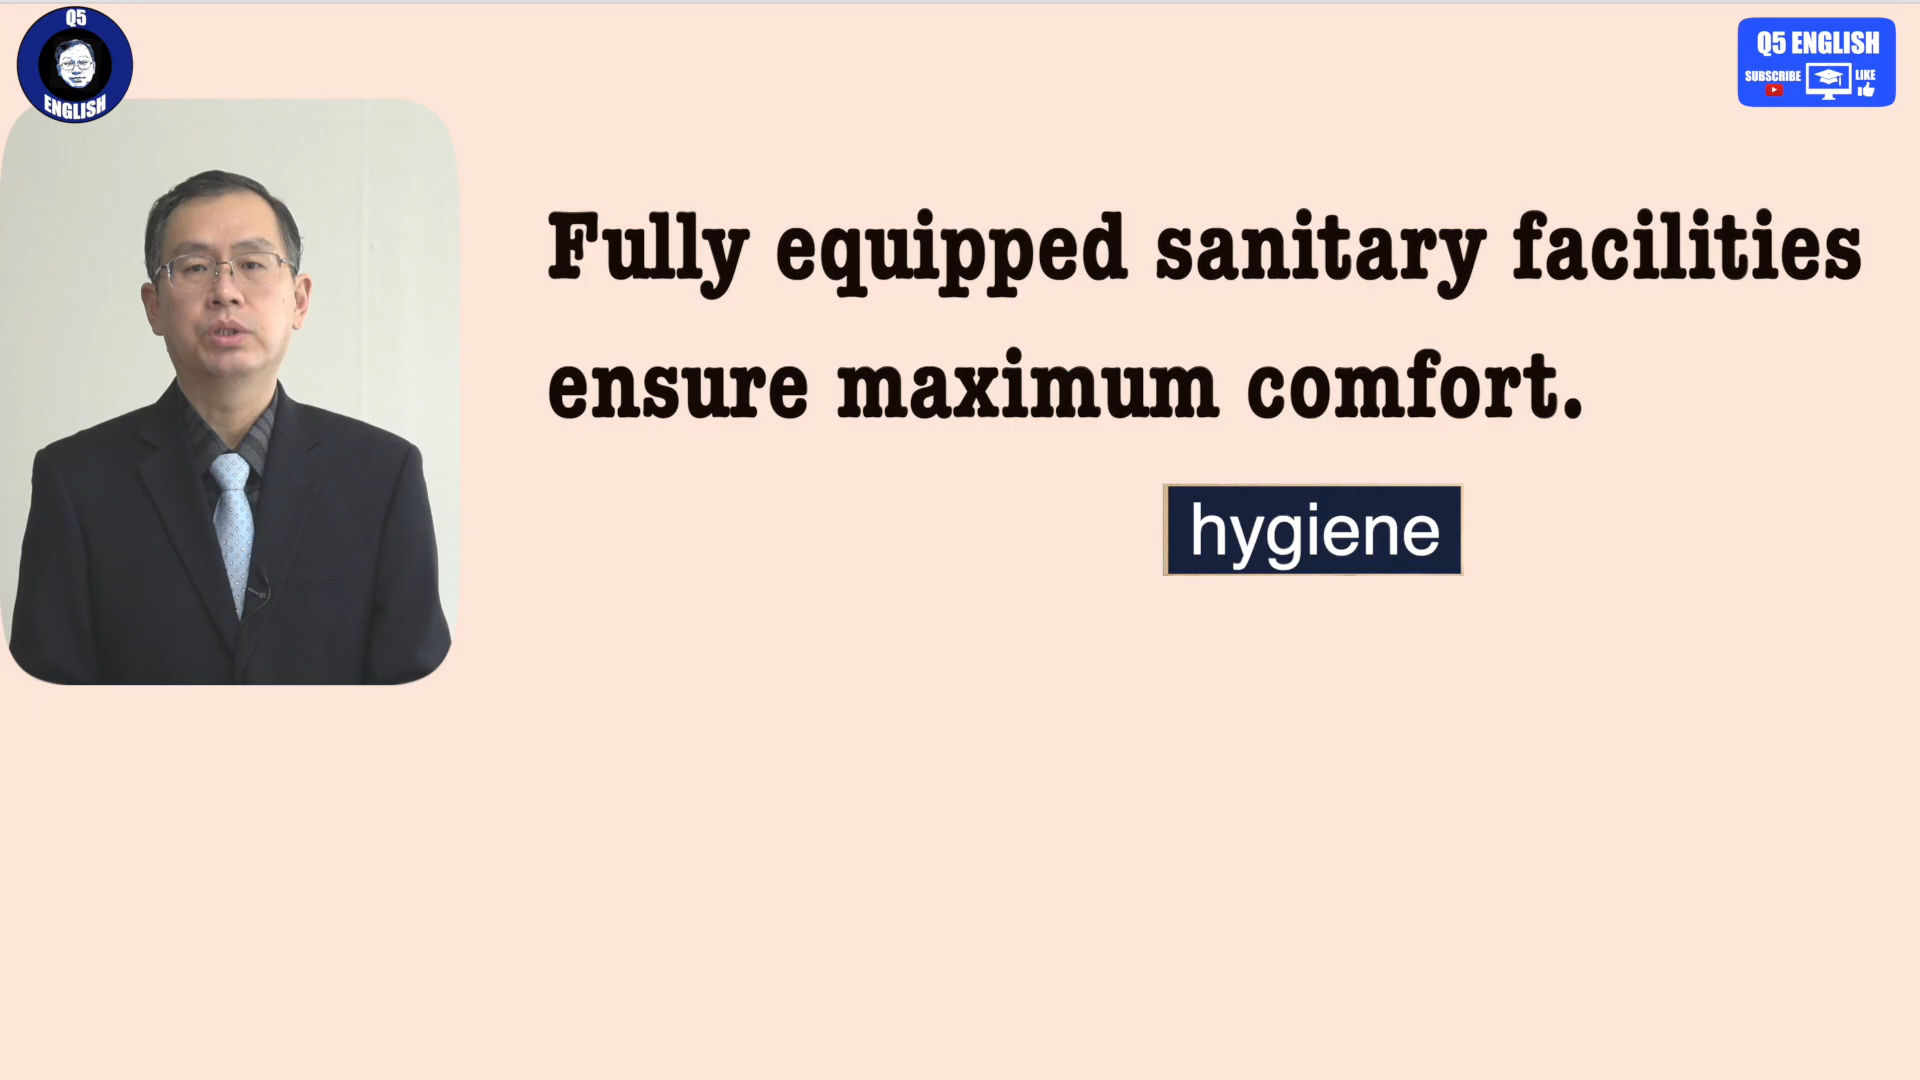 Q5
ENGLISH
Q5 ENGLISH
SUBSCRIBE
LIKE
Fully equipped sanitary facilities
ensure maximum comfort.
hygiene